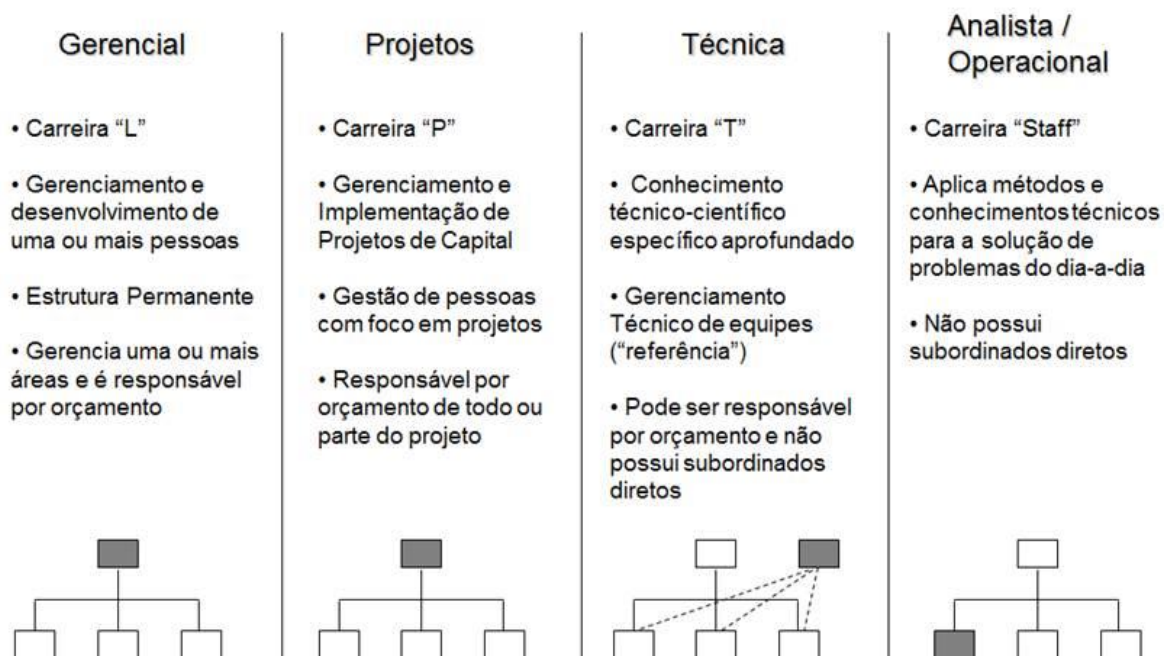 Gerencial
• Carreira “L”
• Gerenciamento e
desenvolvimento de
uma ou mais pessoas
• Estrutura Permanente
• Gerencia uma ou mais
áreas e é responsável
por orçamento
Projetos
• Carreira “P”
• Gerenciamento e
Implementação de
Projetos de Capital
• Gestão de pessoas
com foco em projetos
• Responsável por
orçamento de todo ou
parte do projeto
Técnica
• Carreira “T”
• Conhecimento
técnico-científico
específico aprofundado
• Gerenciamento
Técnico de equipes
(“referência”)
• Pode ser responsável
por orçamento e não
possui subordinados
diretos
Analista /
Operacional
• Carreira “Staff”
• Aplica métodos e
conhecimentos técnicos
para a solução de
problemas do dia-a-dia
• Não possui
subordinados diretos